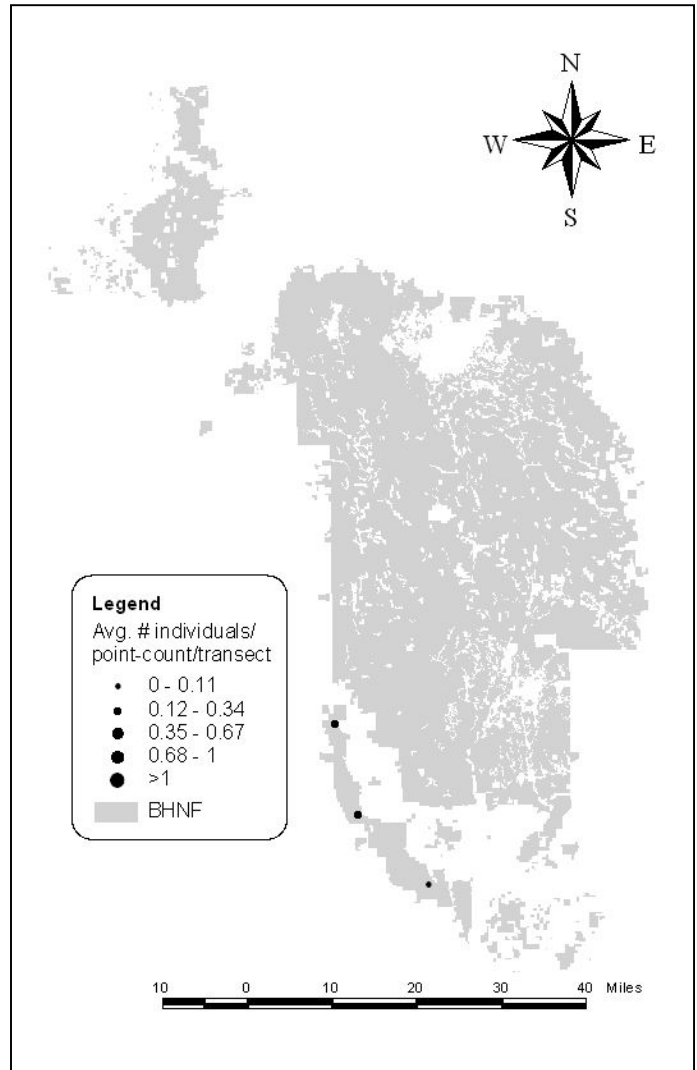 N
W E
S
Legend
Avg. # individuals/
point-count/transect
0 - 0.11
0.12 - 0.34
0.35 - 0.67
0.68 - 1
>1
BHNF
10 0 10 20 30 40 Miles